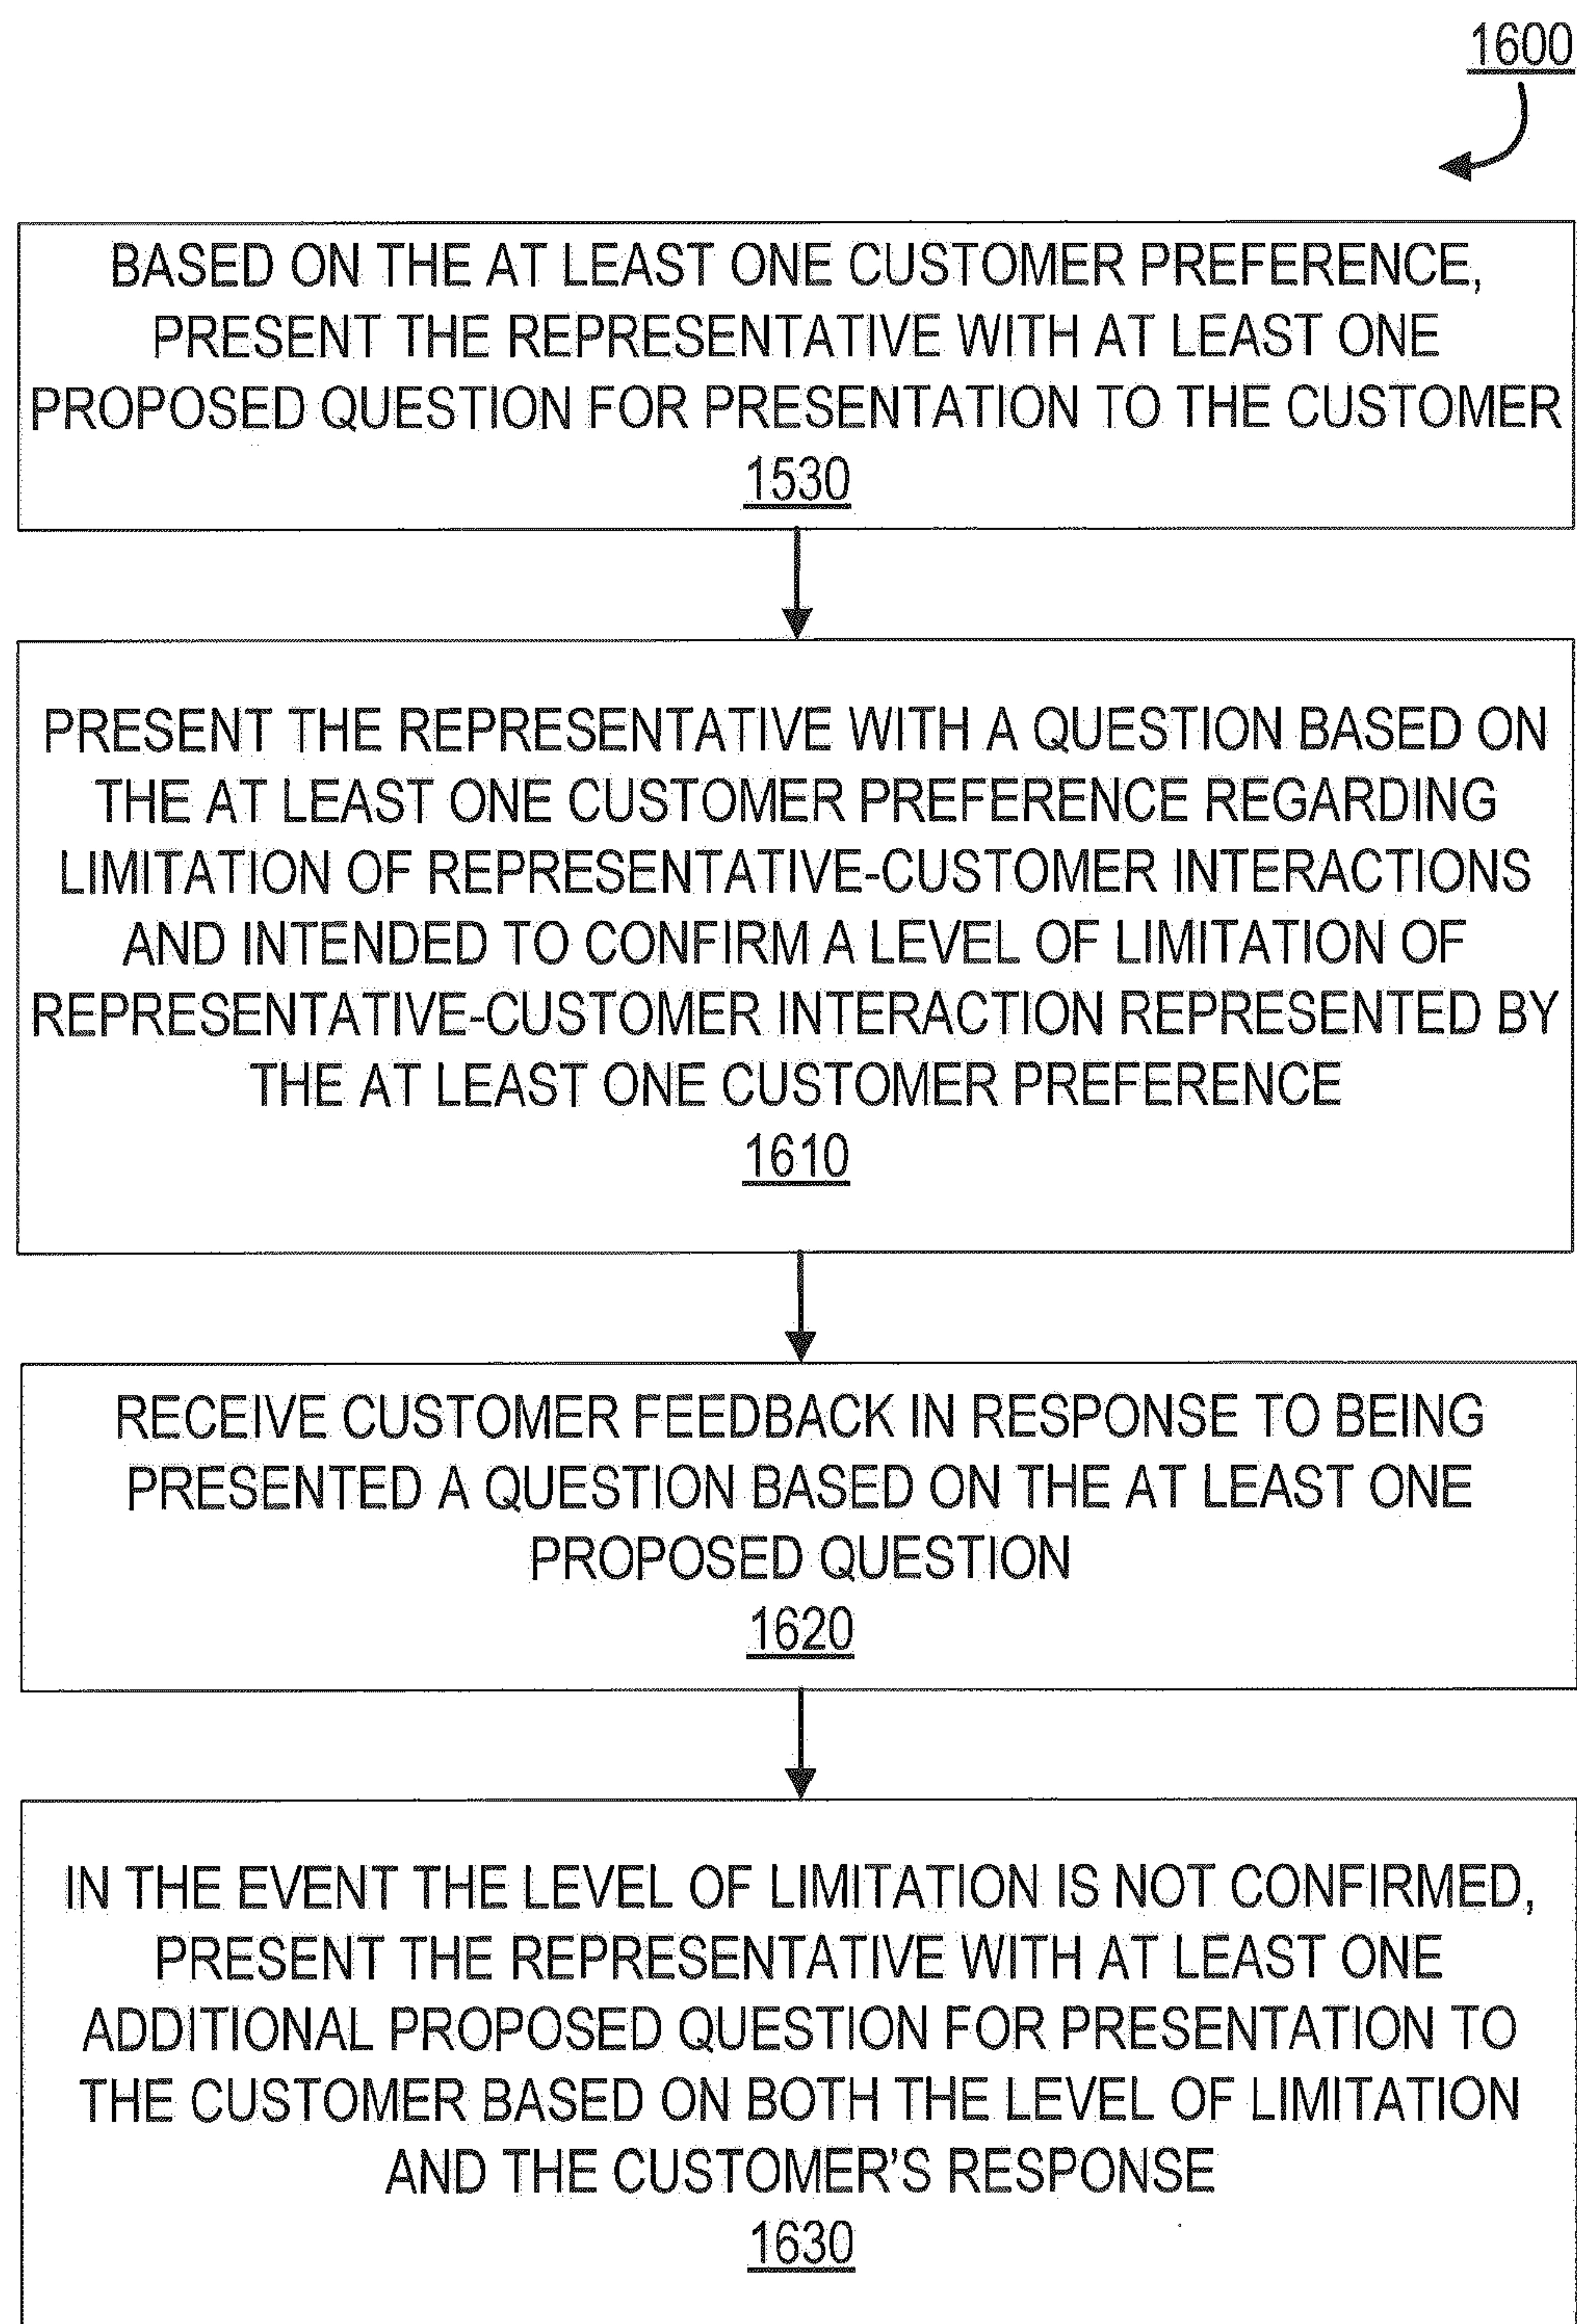 1600
BASED ON THE AT LEAST ONE CUSTOMER PREFERENCE,
PRESENT THE REPRESENTATIVE WITH AT LEAST ONE
PROPOSED QUESTION FOR PRESENTATION TO THE CUSTOMER
1530
PRESENT THE REPRESENTATIVE WITH A QUESTION BASED ON
THE AT LEAST ONE CUSTOMER PREFERENCE REGARDING
LIMITATION OF REPRESENTATIVE-CUSTOMER INTERACTIONS
AND INTENDED TO CONFIRM A LEVEL OF LIMITATION OF
REPRESENTATIVE-CUSTOMER INTERACTION REPRESENTED BY
THE AT LEAST ONE CUSTOMER PREFERENCE
1610
RECEIVE CUSTOMER FEEDBACK IN RESPONSE TO BEING
PRESENTED A QUESTION BASED ON THE AT LEAST ONE
PROPOSED QUESTION
1620
IN THE EVENT THE LEVEL OF LIMITATION IS NOT CONFIRMED,
PRESENT THE REPRESENTATIVE WITH AT LEAST ONE
ADDITIONAL PROPOSED QUESTION FOR PRESENTATION TO
THE CUSTOMER BASED ON BOTH THE LEVEL OF LIMITATION
AND THE CUSTOMER'S RESPONSE
1630